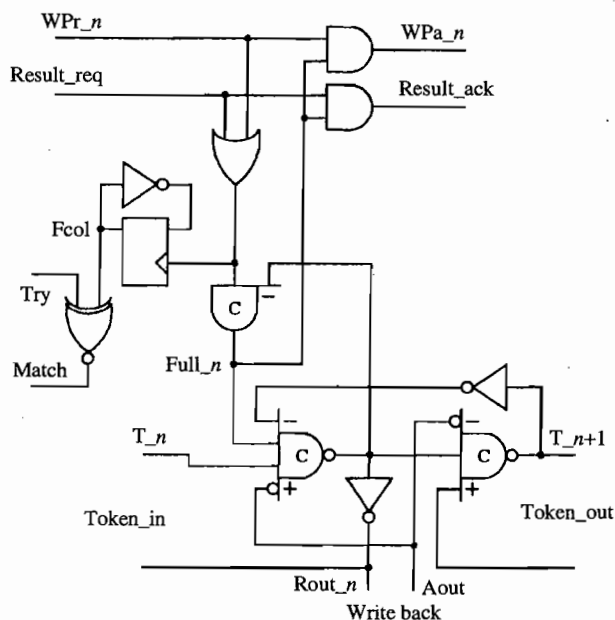 WPr_n
WPa_n
Result_req
Result_ack
Fcol
Try
C
Match
Full_n
T_n
C
+
C
+
T_n+1
Token_in
Token_out
Rout_n
Aout
Write back